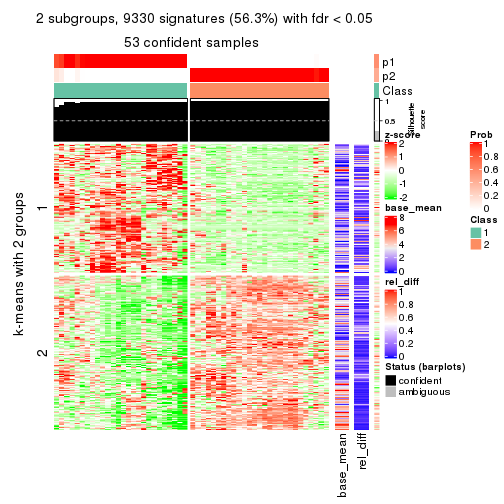 2 subgroups, 9330 signatures (56.3%) with fdr < 0.05
53 confident samples
p1
p2
Class
1
0.5
0
Silhouette
score
k-means with 2 groups
1
2
z-score
2
1
0
-1
-2
base_mean
8
6
4
2
0
rel_diff
1
0.8
0.6
0.4
0.2
0
Status (barplots)
confident
ambiguous
Prob
1
0.8
0.6
0.4
0.2
0
Class
1
2
base_mean
rel_diff